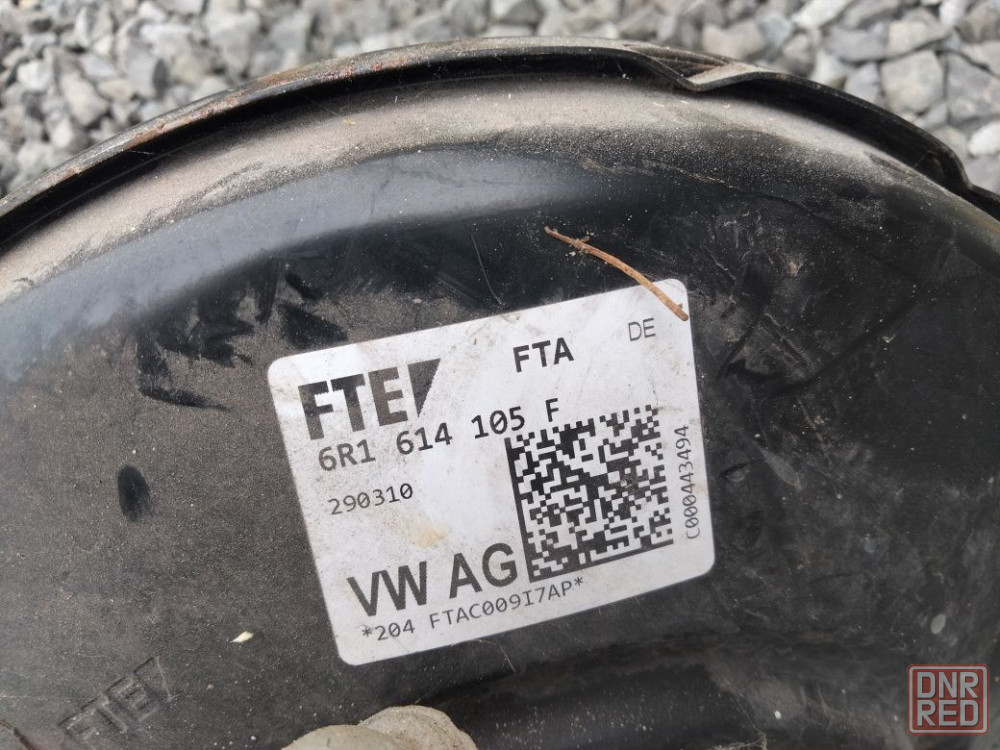 FTE FTA DE
6R1 614 105 F
290310
C000443494
VW AG
*204 FTAC009I7AP*
FTE
DNR
RED